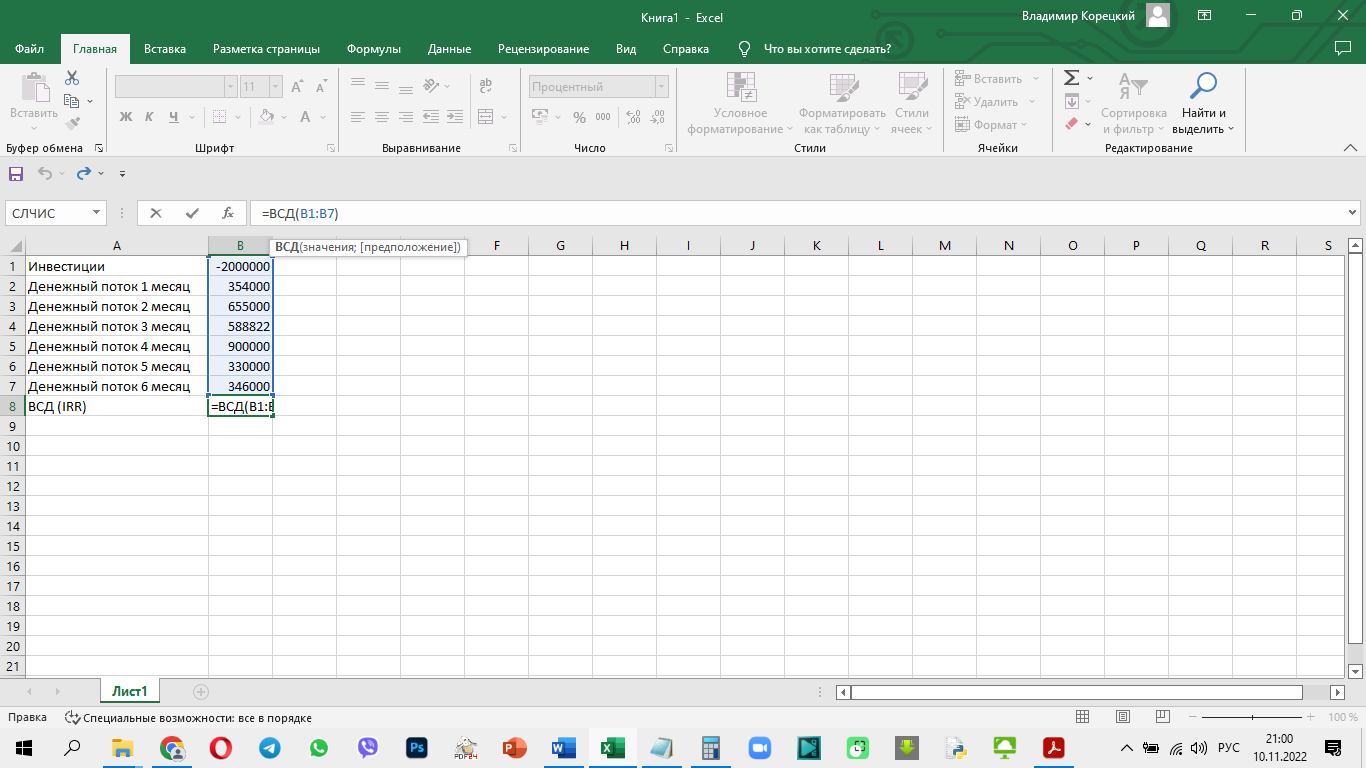 Книга1 - Excel
Владимир Корецкий
Файл Главная Вставка Разметка страницы Формулы Данные Рецензирование Вид Справка Что вы хотите сделать?
Вставить
Буфер обмена
11
Ж К Ч
Шрифт
ab
Выравнивание
Процентный
% 000
Число
Условное форматирование
Форматировать как таблицу
Стили ячеек
Стили
Вставить
Удалить
Формат
Ячейки
Сортировка и фильтр
Найти и выделить
Редактирование
СЛЧИС
fx
=ВСД(B1:B7)
ВСД(значения; [предположение])
A B F G H I J K L M N O P Q R S
1 Инвестиции -2000000
2 Денежный поток 1 месяц 354000
3 Денежный поток 2 месяц 655000
4 Денежный поток 3 месяц 588822
5 Денежный поток 4 месяц 900000
6 Денежный поток 5 месяц 330000
7 Денежный поток 6 месяц 346000
8 ВСД (IRR) =ВСД(B1:B
9
10
11
12
13
14
15
16
17
18
19
20
21
Лист1
Правка Специальные возможности: все в порядке 100 %
Ps
PDF24
P
W
X
РУС
21:00
10.11.2022